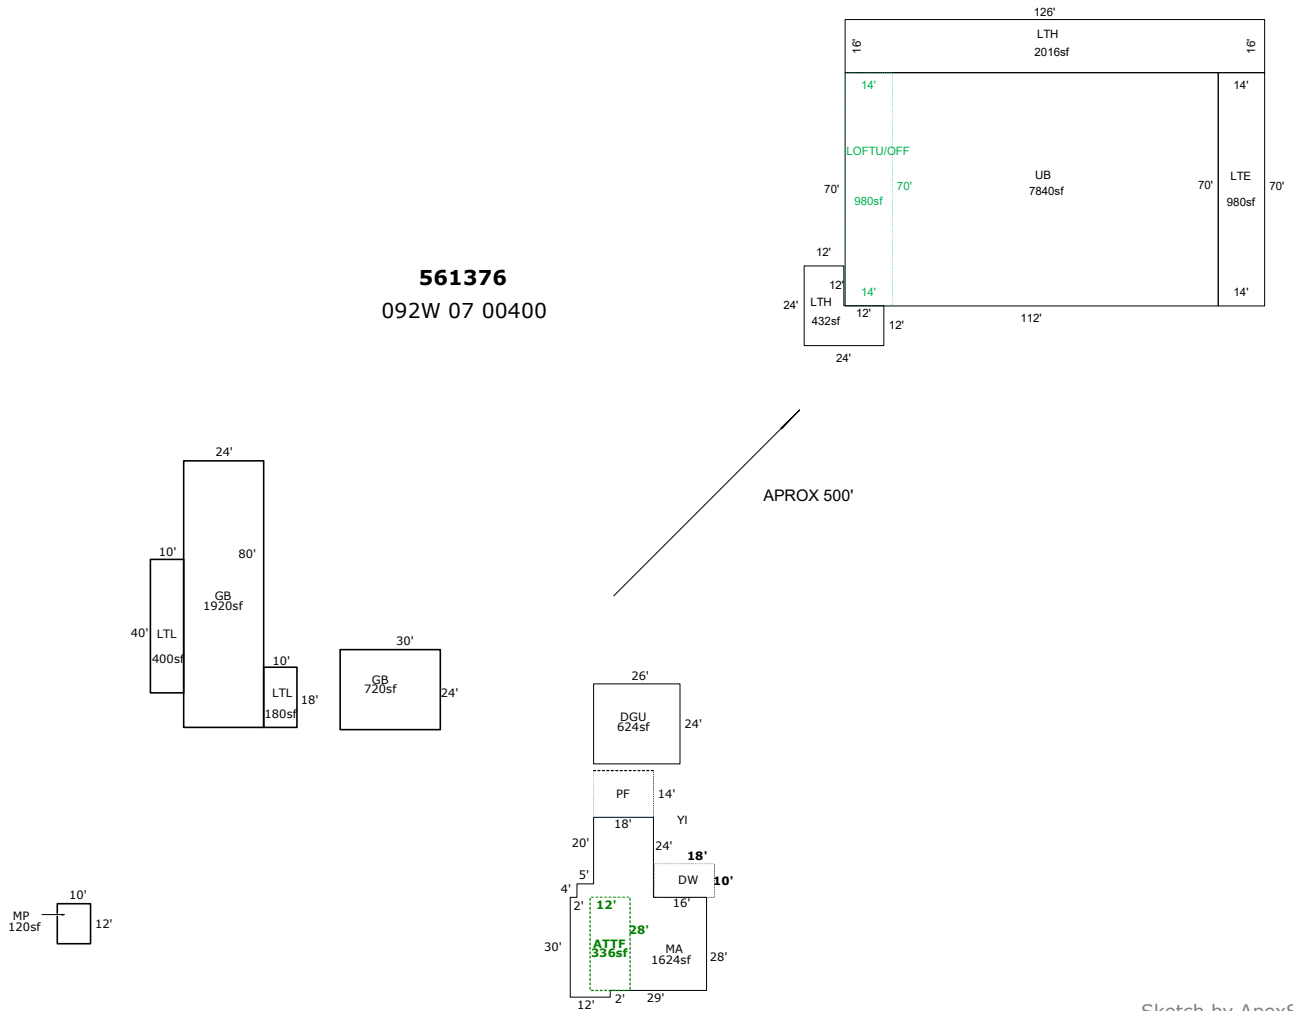 126'
LTH
2016sf
16'
16'
14'
14'
LOFTU/OFF
70'
70'
980sf
UB
7840sf
70'
LTE
980sf
70'
12'
12'
24'
LTH
432sf
14'
12'
12'
112'
14'
24'
561376
092W 07 00400
APROX 500'
24'
80'
10'
GB
1920sf
40'
LTL
400sf
10'
LTL
180sf
18'
30'
GB
720sf
24'
26'
DGU
624sf
24'
PF
14'
18'
YI
20'
24'
18'
5'
DW
10'
4'
2'
12'
16'
28'
ATTF
336sf
30'
MA
1624sf
28'
12'
2'
29'
10'
MP
120sf
12'